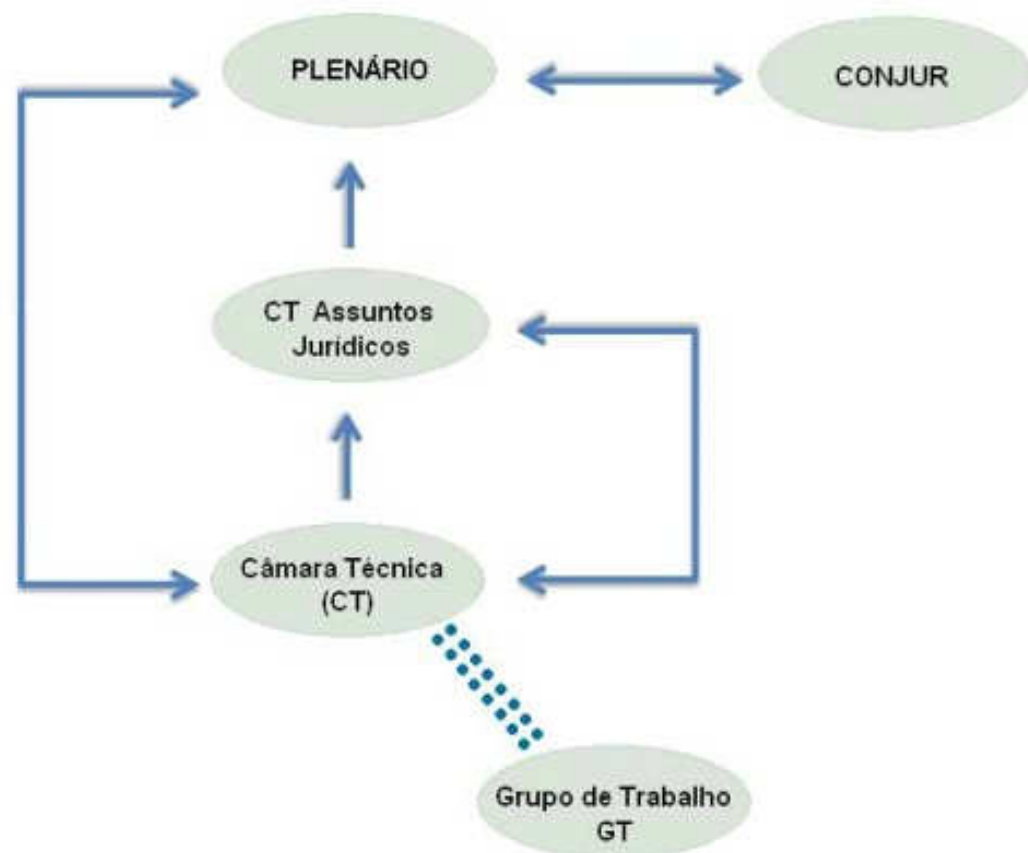 PLENÁRIO
CONJUR
CT Assuntos
Jurídicos
Câmara Técnica
(CT)
Grupo de Trabalho
GT